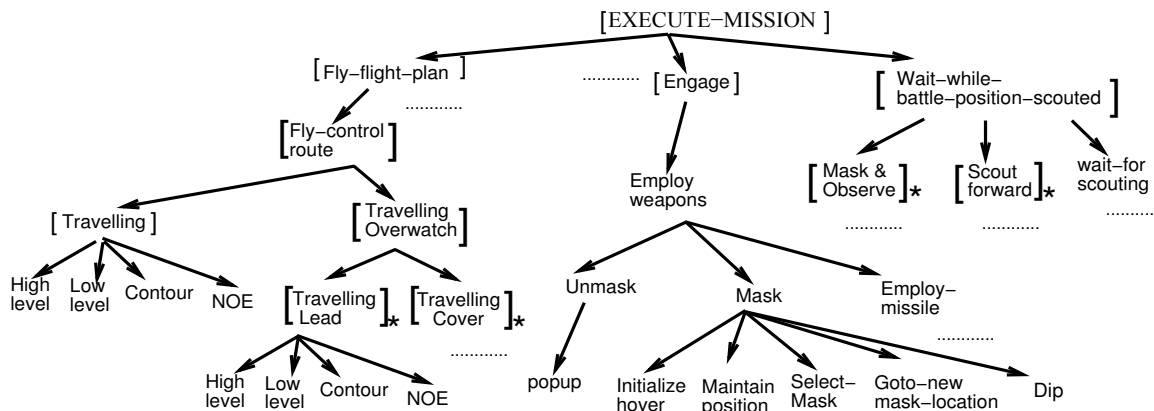 [EXECUTE−MISSION ]
[Fly−flight−plan ]
............
[Engage]
[Wait−while−
battle−position−scouted]
............
[Fly−control
route]
Employ
weapons
[Mask &
Observe]*
............
[Scout
forward]*
............
wait−for
scouting
..........
[ Travelling ]
[Travelling
Overwatch]
High
level
Low
level
Contour
NOE
[Travelling
Lead]*
[Travelling
Cover]*
............
Unmask
Mask
Employ−
missile
............
High
level
Low
level
Contour
NOE
popup
Initialize
hover
Maintain
position
Select−
Mask
Goto−new
mask−location
Dip